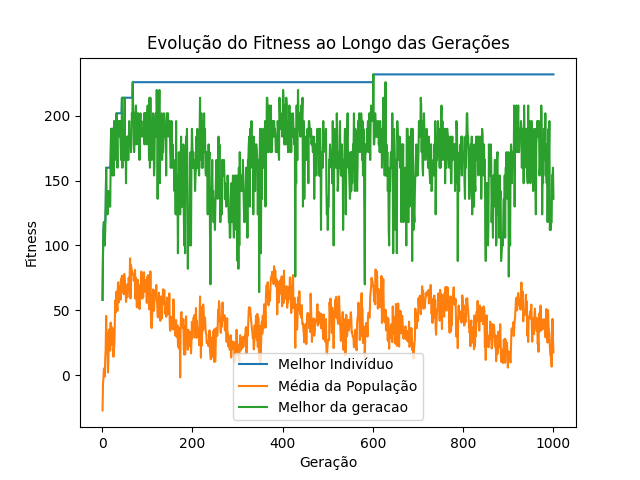 Evolução do Fitness ao Longo das Gerações
Fitness
200
150
100
50
0
0
200
400
600
800
1000
Geração
Melhor Indivíduo
Média da População
Melhor da geracao